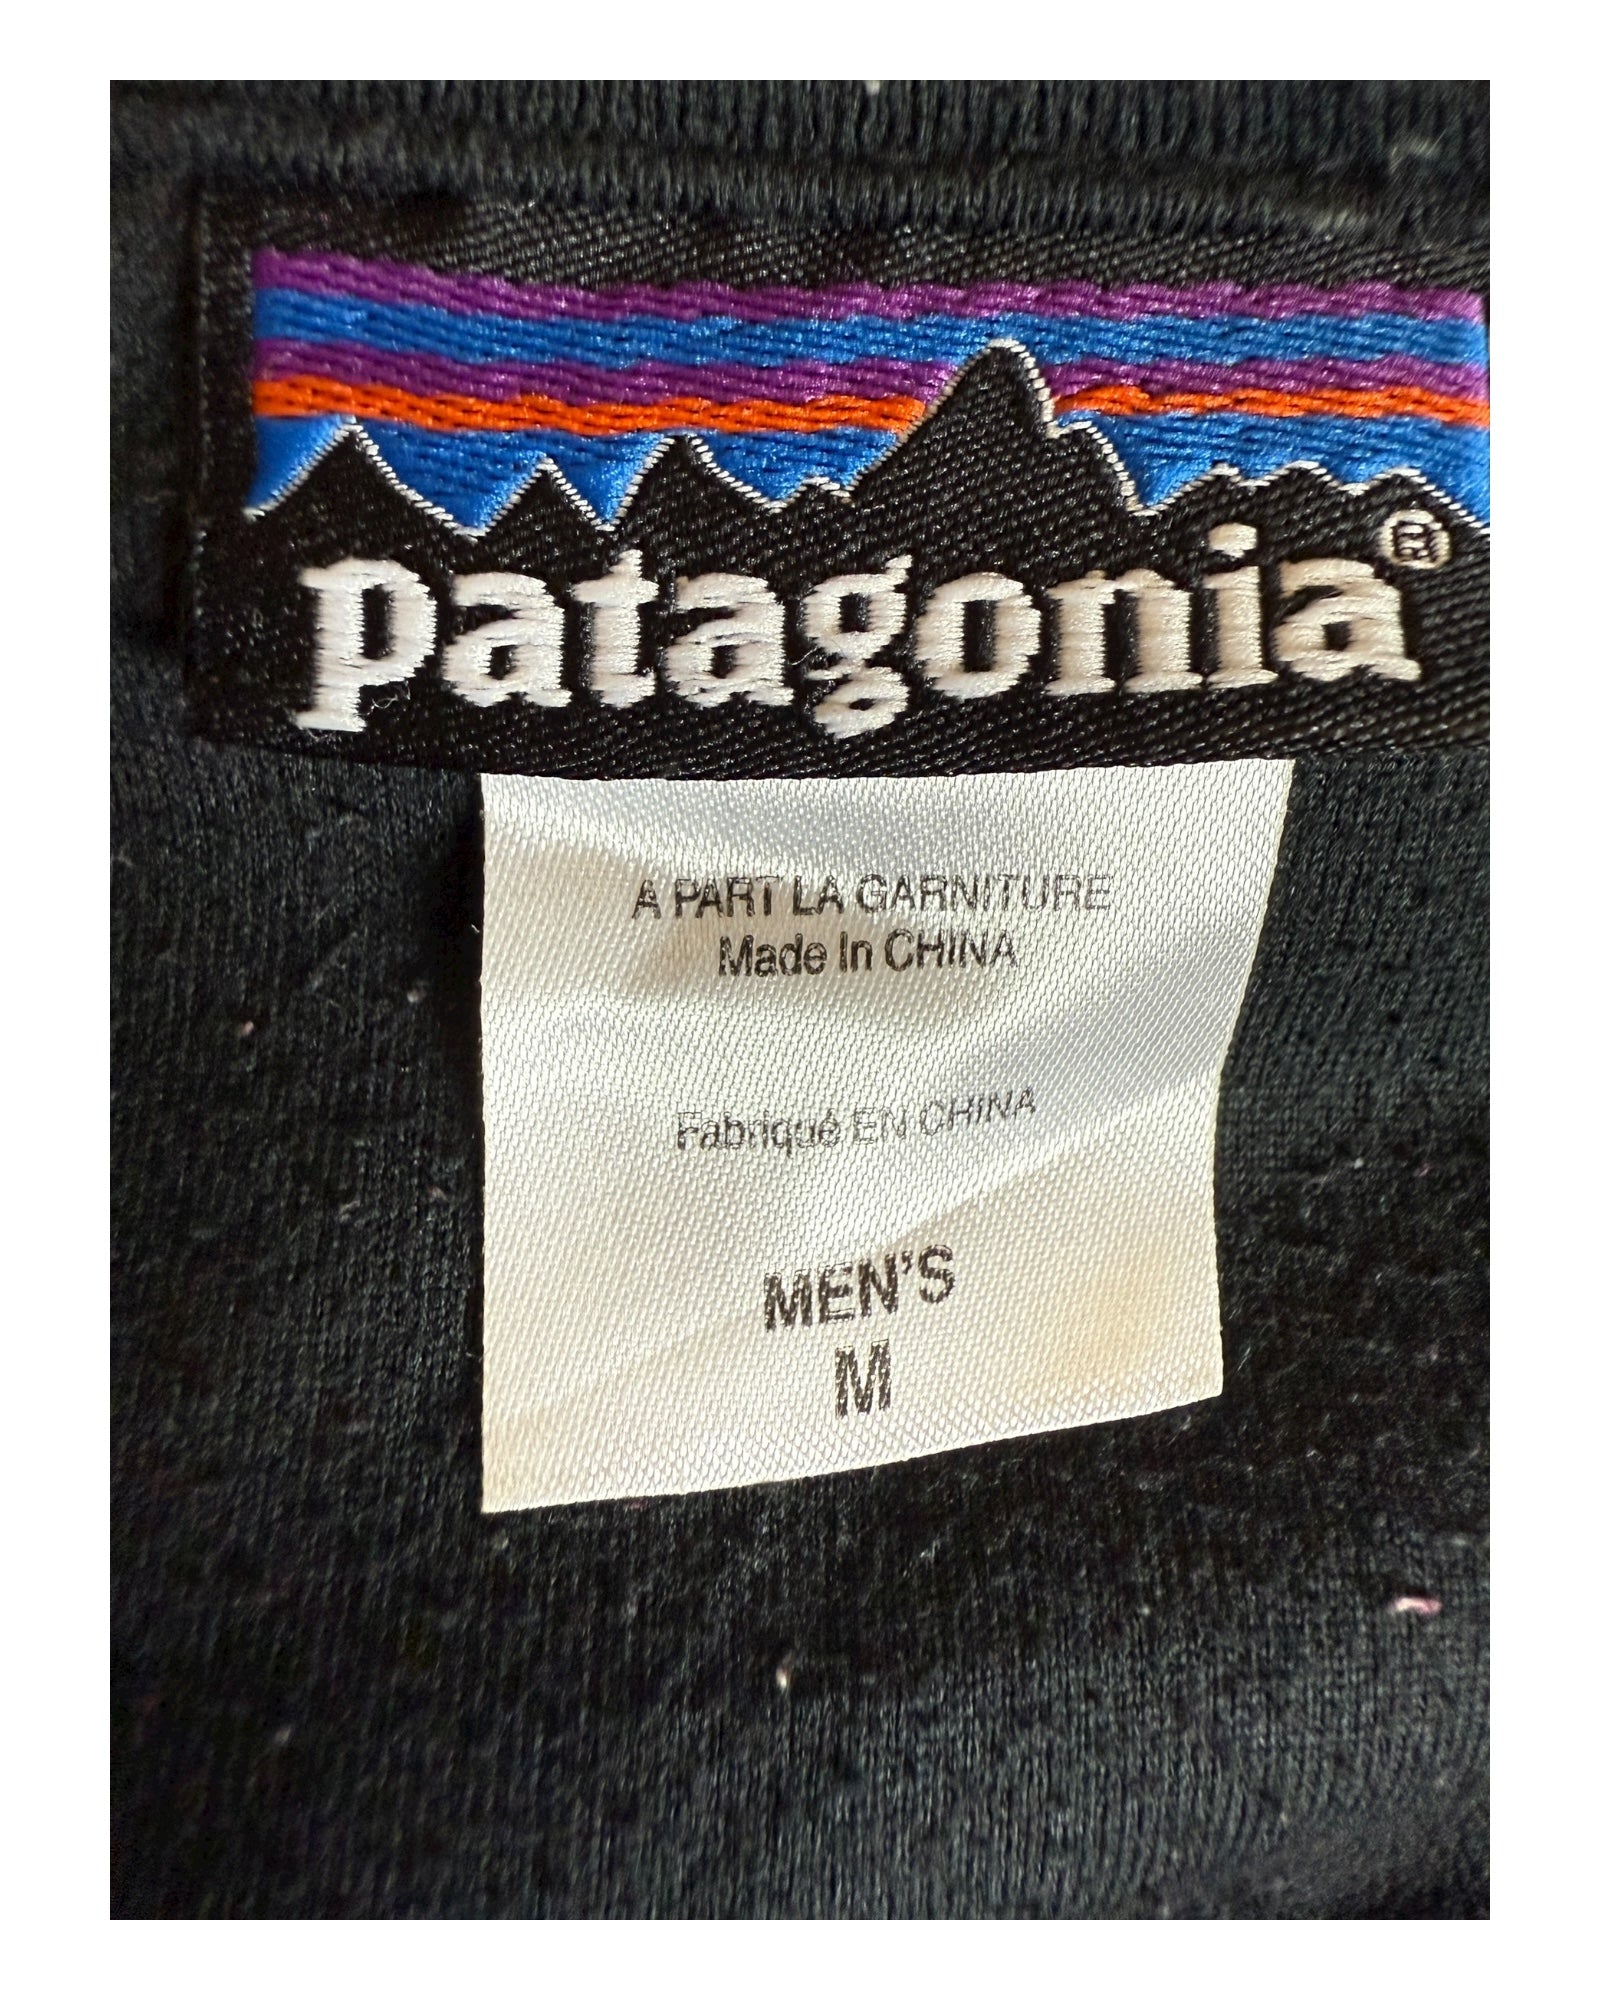 patagonia®
A PART LA GARNITURE
Made In CHINA
Fabriqué EN CHINA
MEN'S
M